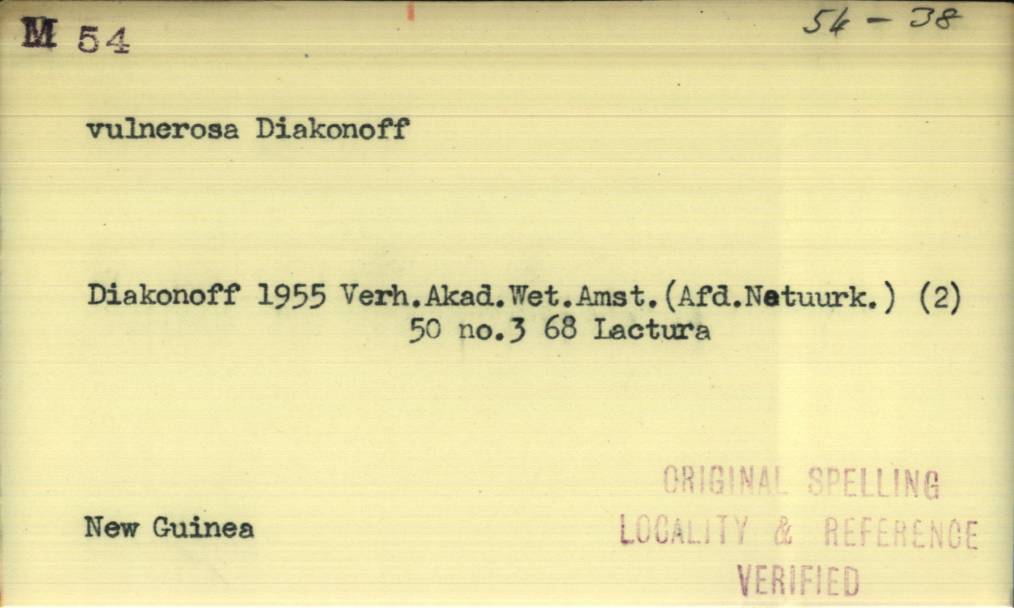 M 54
54 - 38
vulnerosa Diakonoff
Diakonoff 1955 Verh.Akad.Wet.Amst.(Afd.Natuurk.) (2)
50 no.3 68 Lactura
ORIGINAL SPELLING
New Guinea
LOCALITY & REFERENCE
VERIFIED